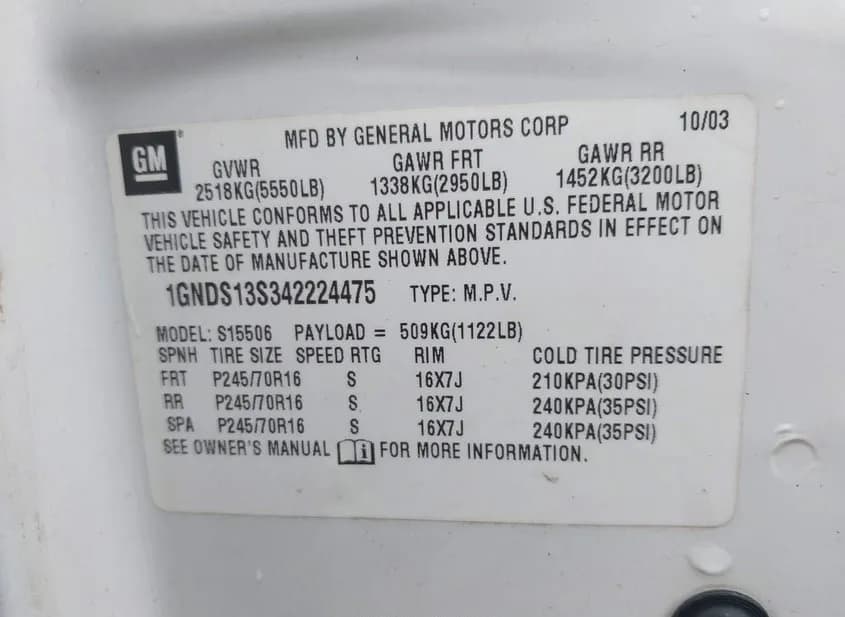 GM
MFD BY GENERAL MOTORS CORP 10/03
GVWR GAWR FRT GAWR RR
2518KG(5550LB) 1338KG(2950LB) 1452KG(3200LB)
THIS VEHICLE CONFORMS TO ALL APPLICABLE U.S. FEDERAL MOTOR
VEHICLE SAFETY AND THEFT PREVENTION STANDARDS IN EFFECT ON
THE DATE OF MANUFACTURE SHOWN ABOVE.
1GNDS13S342224475 TYPE: M.P.V.
MODEL: S15506 PAYLOAD = 509KG(1122LB)
SPNH TIRE SIZE SPEED RTG RIM COLD TIRE PRESSURE
FRT P245/70R16 S 16X7J 210KPA(30PSI)
RR P245/70R16 S 16X7J 240KPA(35PSI)
SPA P245/70R16 S 16X7J 240KPA(35PSI)
SEE OWNER'S MANUAL i FOR MORE INFORMATION.